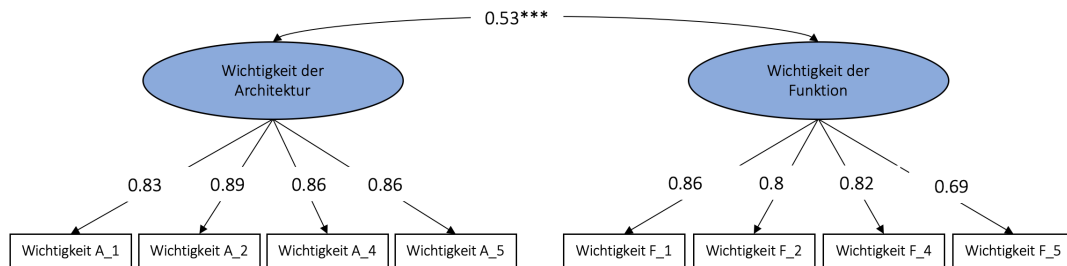 0.53***
Wichtigkeit der
Architektur
Wichtigkeit der
Funktion
0.83 0.89 0.86 0.86
0.86 0.8 0.82 0.69
Wichtigkeit A_1 Wichtigkeit A_2 Wichtigkeit A_4 Wichtigkeit A_5
Wichtigkeit F_1 Wichtigkeit F_2 Wichtigkeit F_4 Wichtigkeit F_5